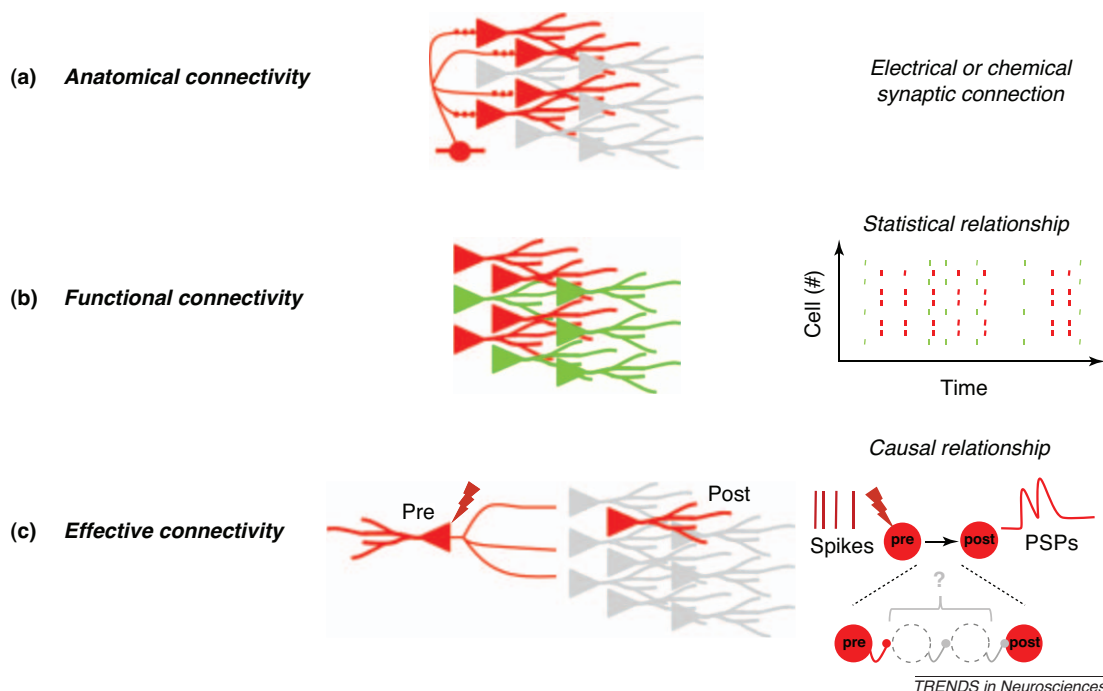 (a) Anatomical connectivity
Electrical or chemical
synaptic connection
(b) Functional connectivity
Statistical relationship
Cell (#)
Time
(c) Effective connectivity
Pre
Post
Causal relationship
Spikes
pre
post
PSPs
?
pre
post
TRENDS in Neurosciences